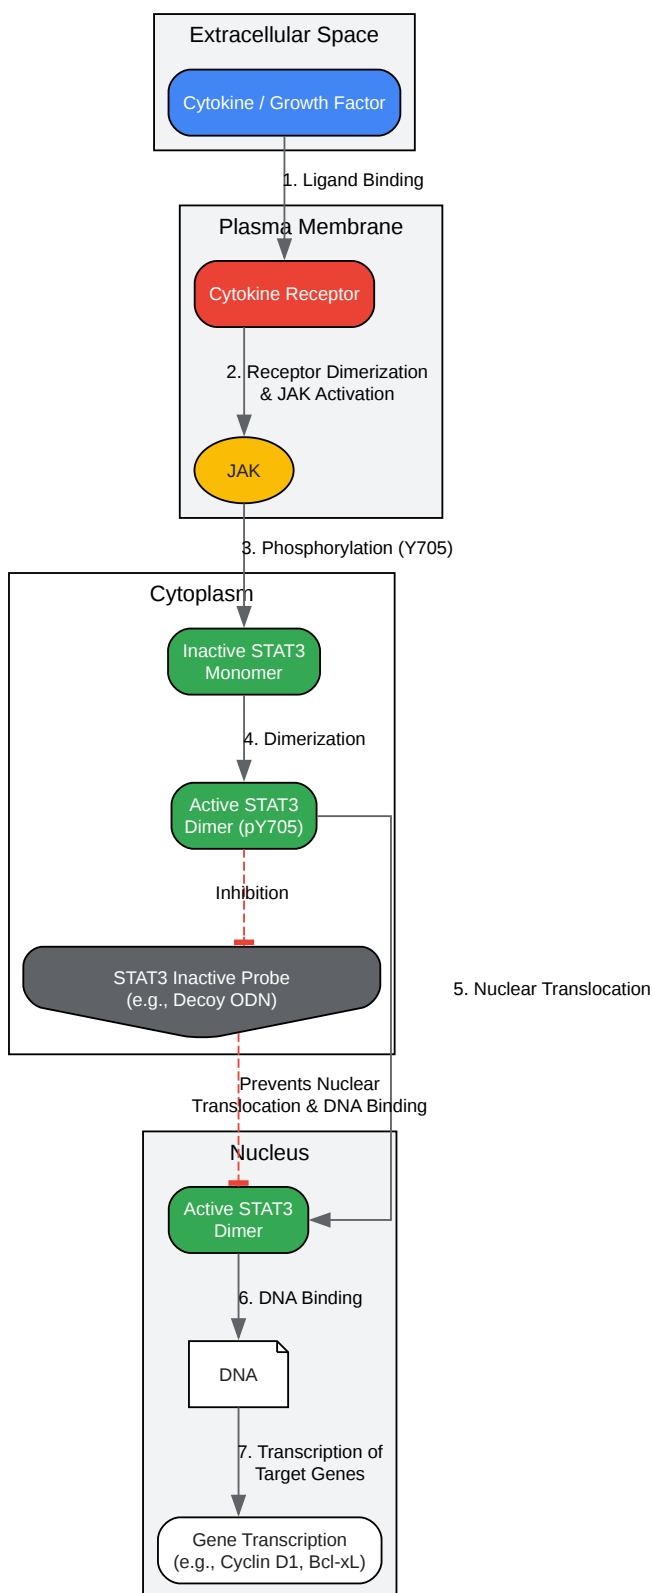 Extracellular Space
Cytokine / Growth Factor
1. Ligand Binding
Plasma Membrane
Cytokine Receptor
2. Receptor Dimerization
& JAK Activation
JAK
3. Phosphorylation (Y705)
Cytoplasm
Inactive STAT3
Monomer
4. Dimerization
Active STAT3
Dimer (pY705)
Inhibition
STAT3 Inactive Probe
(e.g., Decoy ODN)
5. Nuclear Translocation
Prevents Nuclear
Translocation & DNA Binding
Nucleus
Active STAT3
Dimer
6. DNA Binding
DNA
7. Transcription of
Target Genes
Gene Transcription
(e.g., Cyclin D1, Bcl-xL)